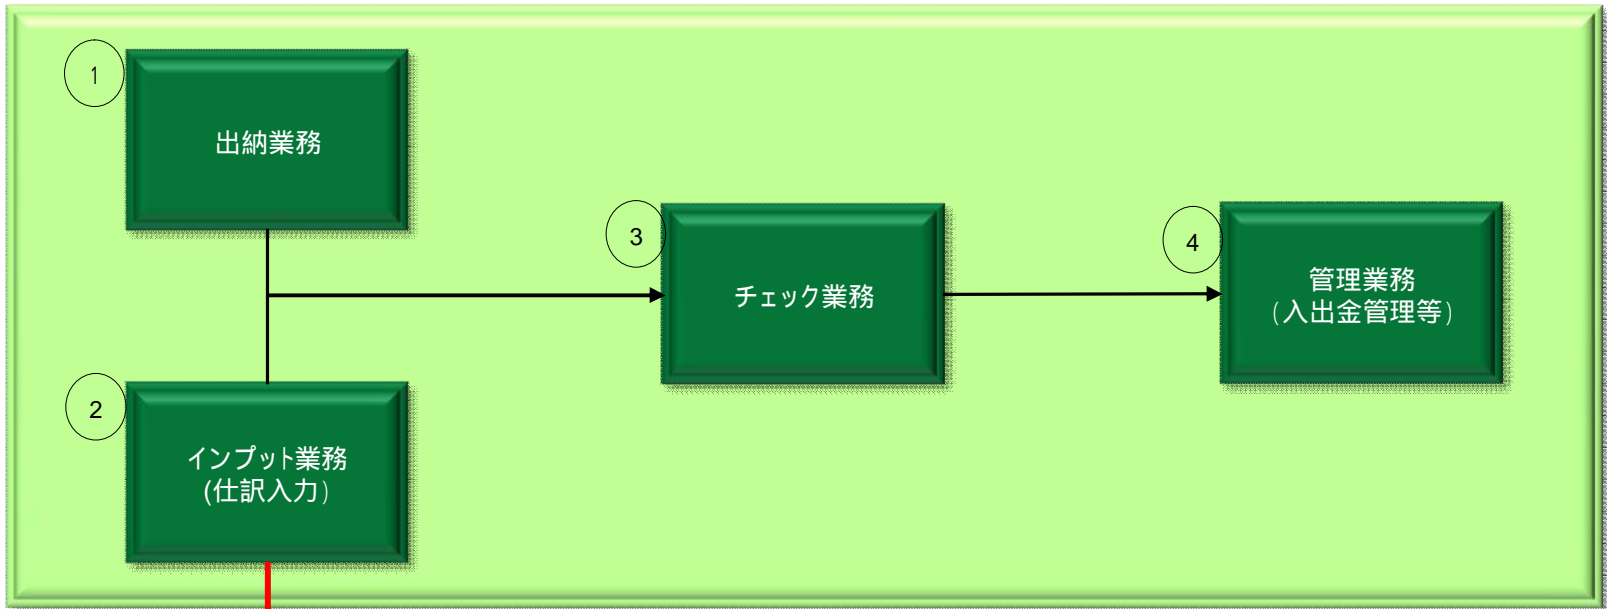 1
出納業務
3
チェック業務
4
管理業務
(入出金管理等)
2
インプット業務
(仕訳入力)